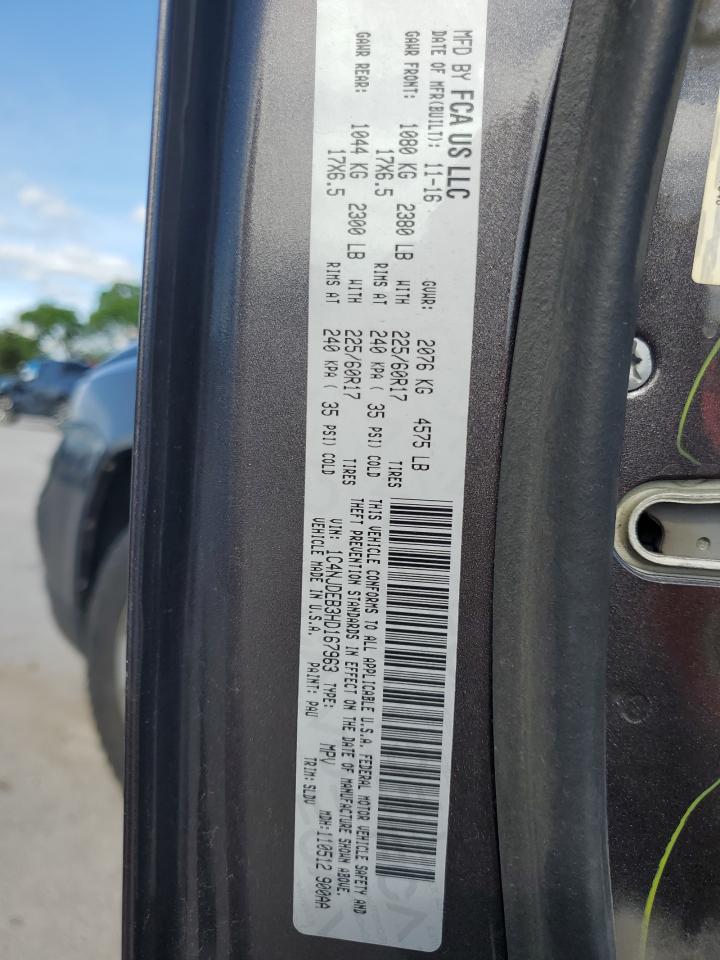 MFD BY FCA US LLC
DATE OF MFR(BUILT): 11-16 GVWR: 2076 KG 4575 LB
GAWR FRONT: 1080 KG 2380 LB WITH 225/60R17 TIRES
17X6.5 RIMS AT 240 KPA ( 35 PSI) COLD
GAWR REAR: 1044 KG 2300 LB WITH 225/60R17 TIRES
17X6.5 RIMS AT 240 KPA ( 35 PSI) COLD
THIS VEHICLE CONFORMS TO ALL APPLICABLE U.S.A. FEDERAL MOTOR VEHICLE SAFETY AND
THEFT PREVENTION STANDARDS IN EFFECT ON THE DATE OF MANUFACTURE SHOWN ABOVE.
VIN: 1C4NJDEB3HD167963 TYPE: MPV MDH:110512 900AA
VEHICLE MADE IN U.S.A. PAINT: PAU TRIM: SLDV